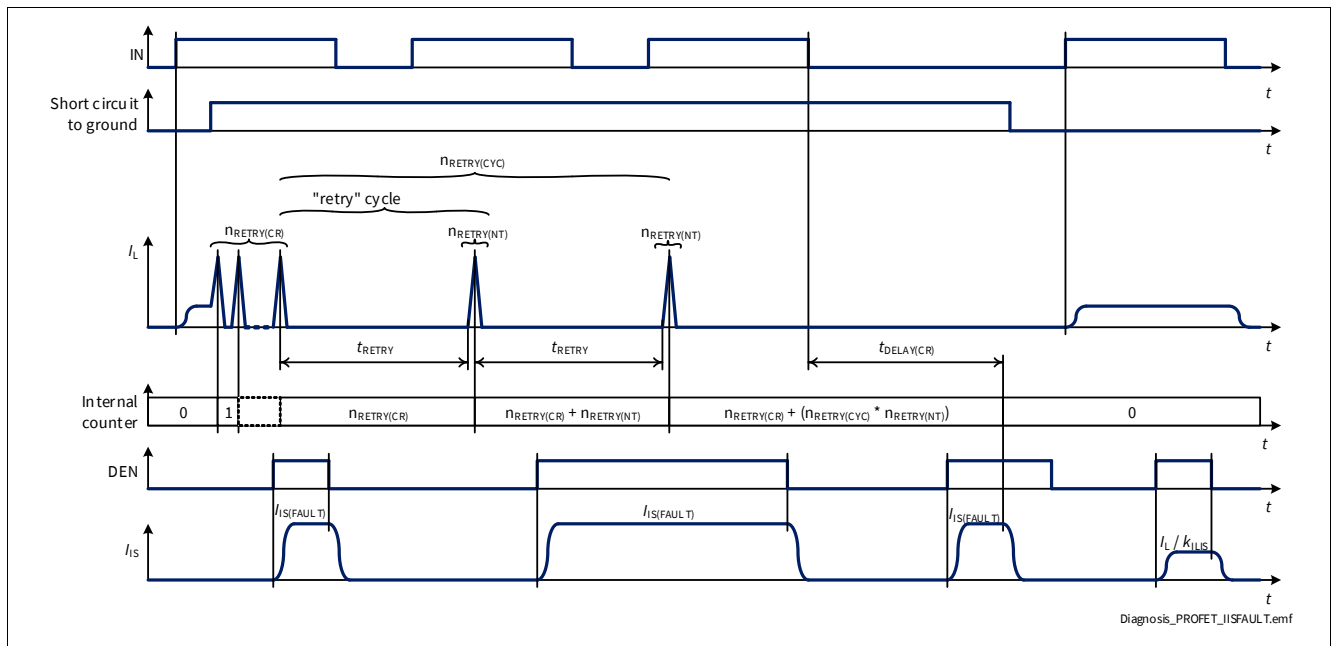 IN
t
Short circuit
to ground
t
nRETRY(CYC)
"retry" cycle
nRETRY(CR)
nRETRY(NT)
nRETRY(NT)
IL
t
tRETRY
tRETRY
tDELAY(CR)
Internal
counter
0
1
nRETRY(CR)
nRETRY(CR) + nRETRY(NT)
nRETRY(CR) + (nRETRY(CYC) * nRETRY(NT))
0
t
DEN
t
IIS(FAULT)
IIS(FAULT)
IIS(FAULT)
IL / kILIS
IIS
t
Diagnosis_PROFET_IISFAULT.emf